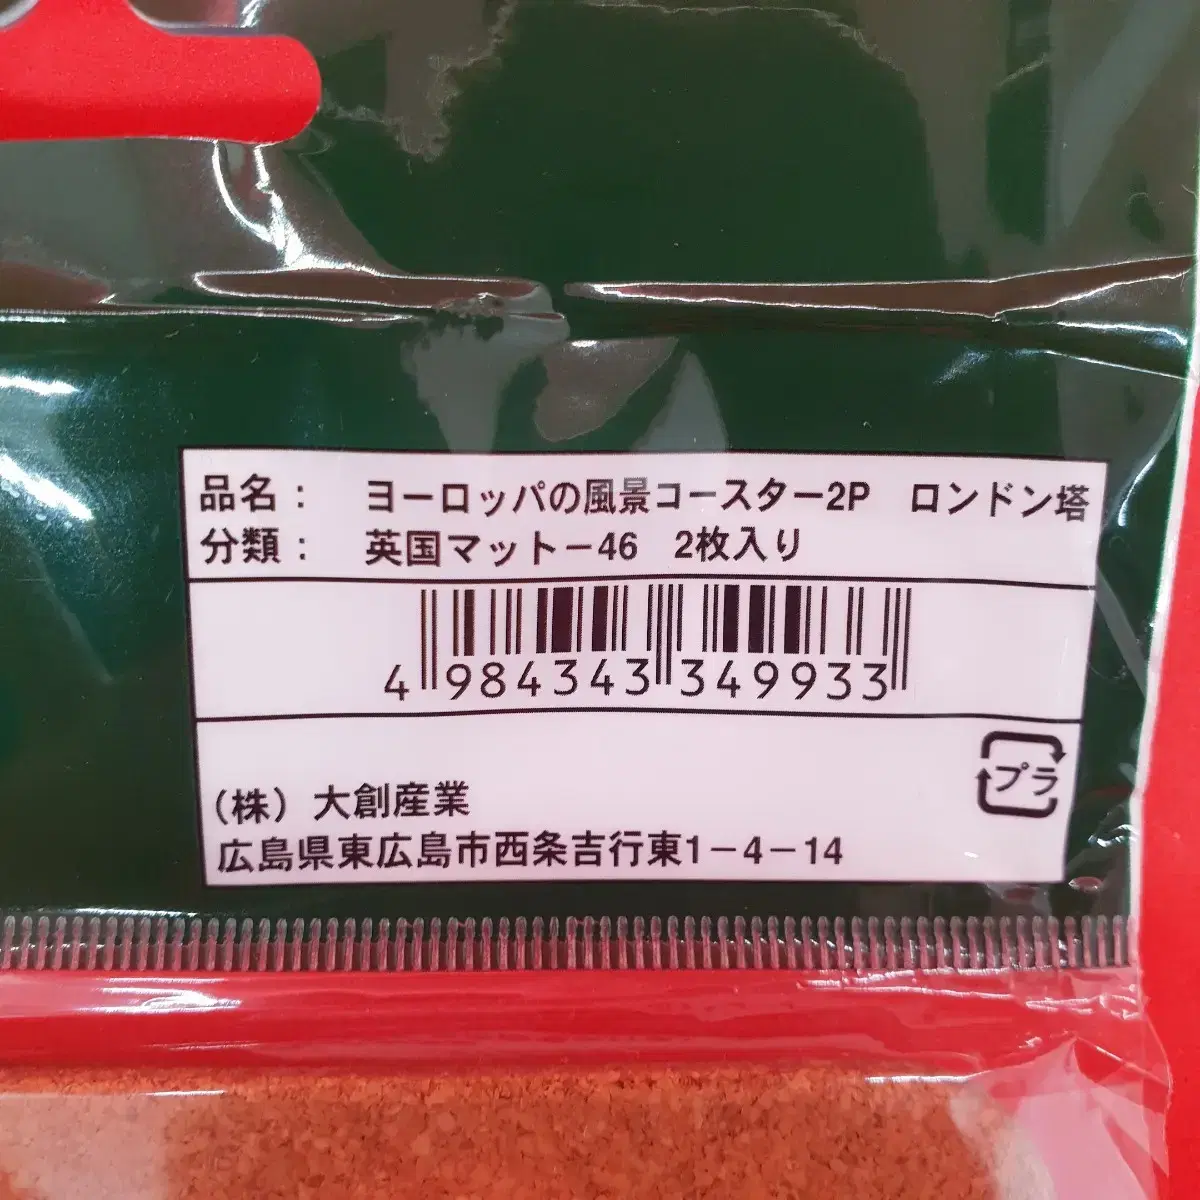 品名：　ヨーロッパの風景コースター2P　ロンドン塔
分類：　英国マット－46　2枚入り
4 984343 349933
プラ
（株）大創産業
広島県東広島市西条吉行東1－4－14